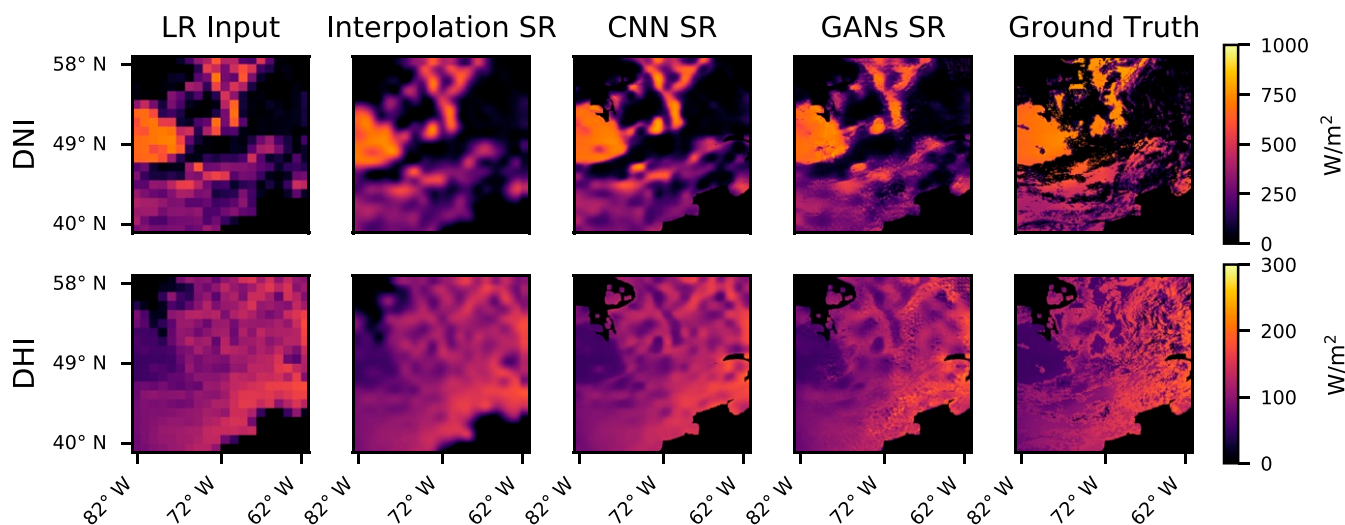 LR Input Interpolation SR CNN SR GANs SR Ground Truth
DNI
58° N
49° N
40° N
1000
750
500
250
0
W/m²
DHI
58° N
49° N
40° N
300
200
100
0
W/m²
82° W 72° W 62° W 82° W 72° W 62° W 82° W 72° W 62° W 82° W 72° W 62° W 82° W 72° W 62° W